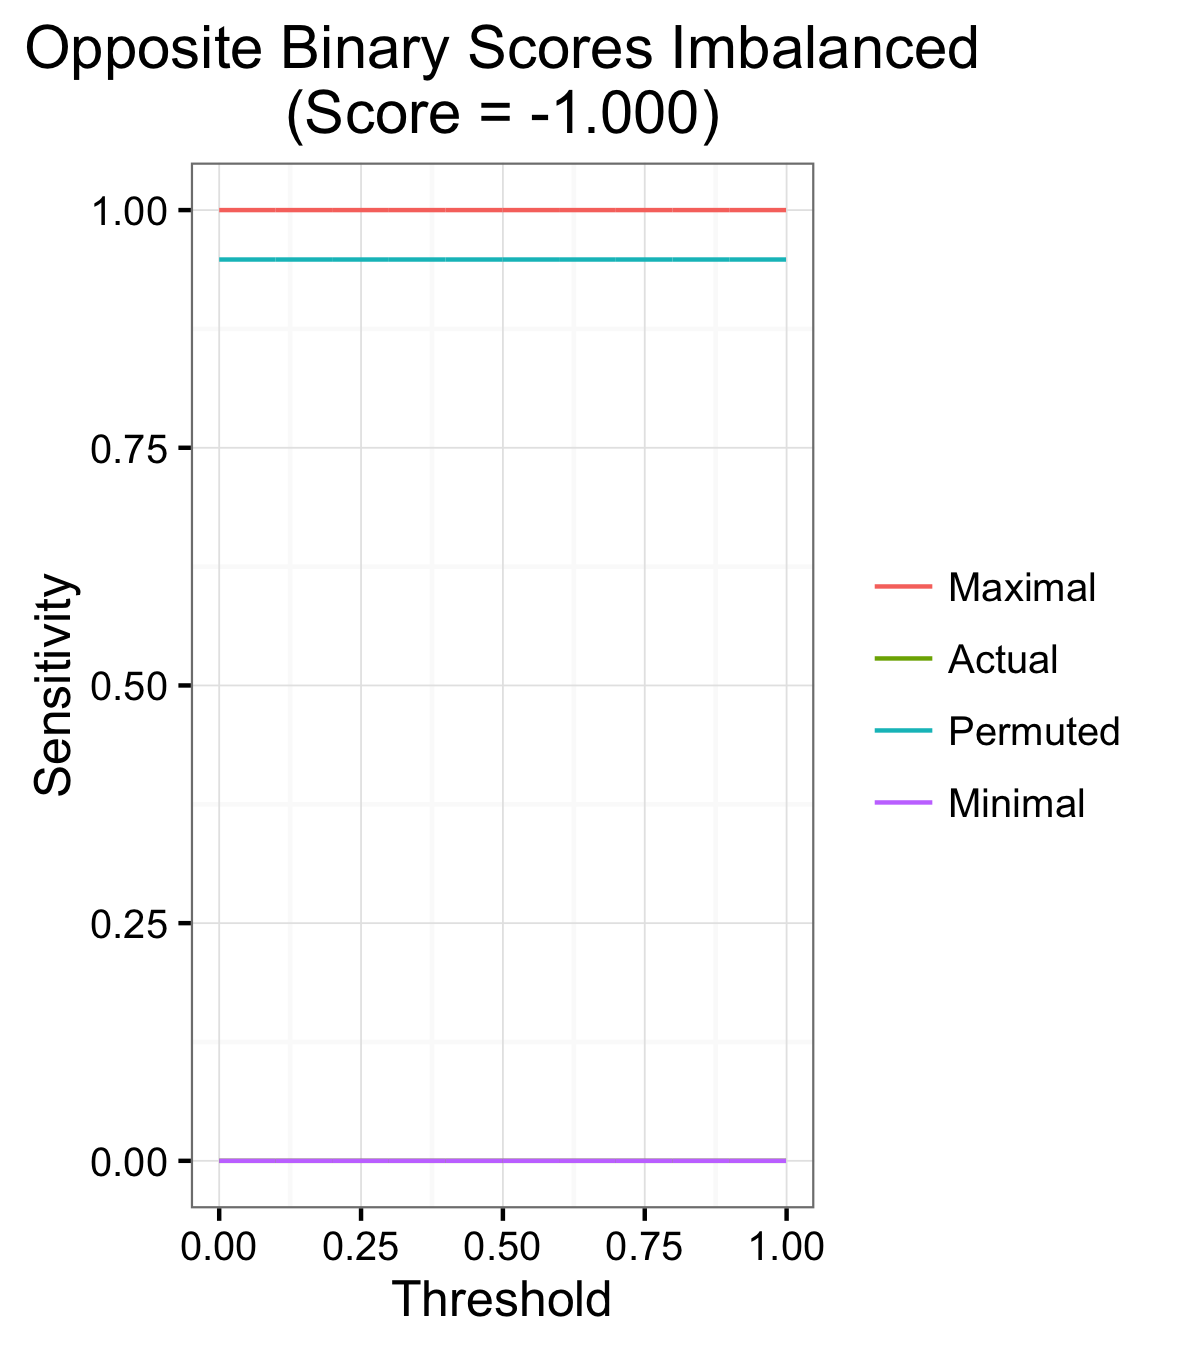 Opposite Binary Scores Imbalanced
(Score = -1.000)
1.00
0.75
0.50
0.25
0.00
Sensitivity
0.00 0.25 0.50 0.75 1.00
Threshold
Maximal
Actual
Permuted
Minimal